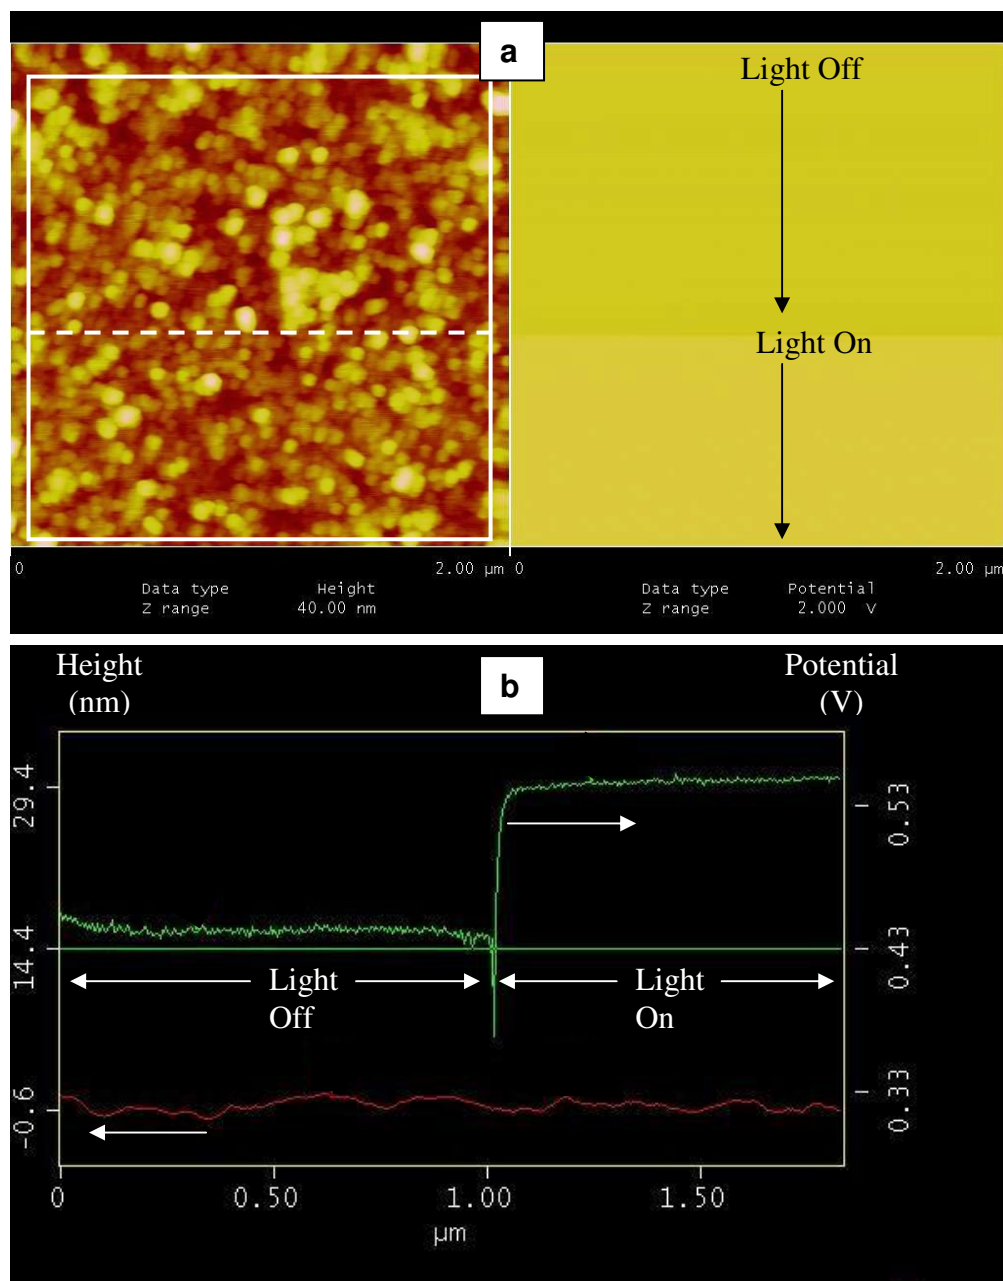 a
Light Off
Light On
0
2.00 µm
0
2.00 µm
Data type Height
Z range 40.00 nm
Data type Potential
Z range 2.000 V
Height
(nm)
b
Potential
(V)
29.4
14.4
-0.6
0.53
0.43
0.33
Light
Off
Light
On
0
0.50
1.00
1.50
µm